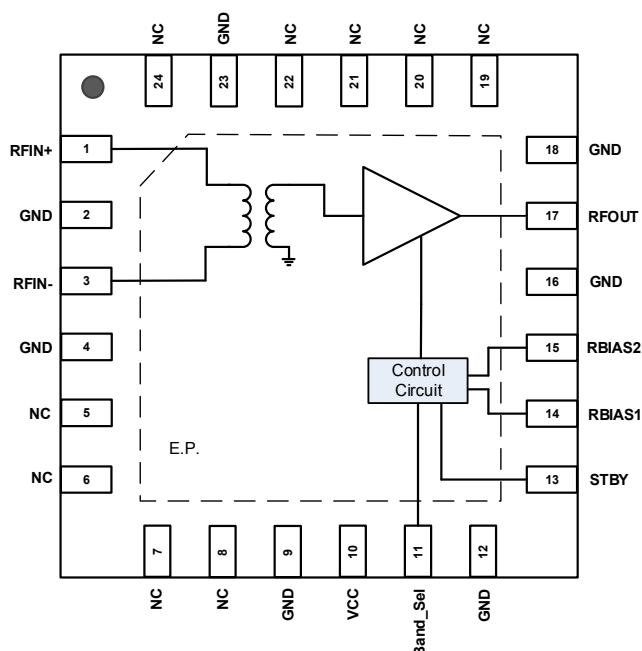 NC
GND
NC
NC
NC
NC
24
23
22
21
20
19
RFIN+
1
18
GND
GND
2
17
RFOUT
RFIN-
3
16
GND
GND
4
15
RBIAS2
Control
Circuit
NC
5
14
RBIAS1
E.P.
NC
6
13
STBY
7
8
9
10
11
12
NC
NC
GND
VCC
Band_Sel
GND